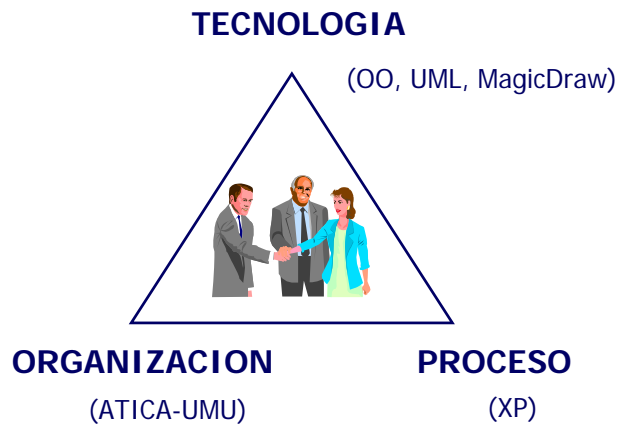 TECNOLOGIA
(OO, UML, MagicDraw)
ORGANIZACION
PROCESO
(ATICA-UMU)
(XP)